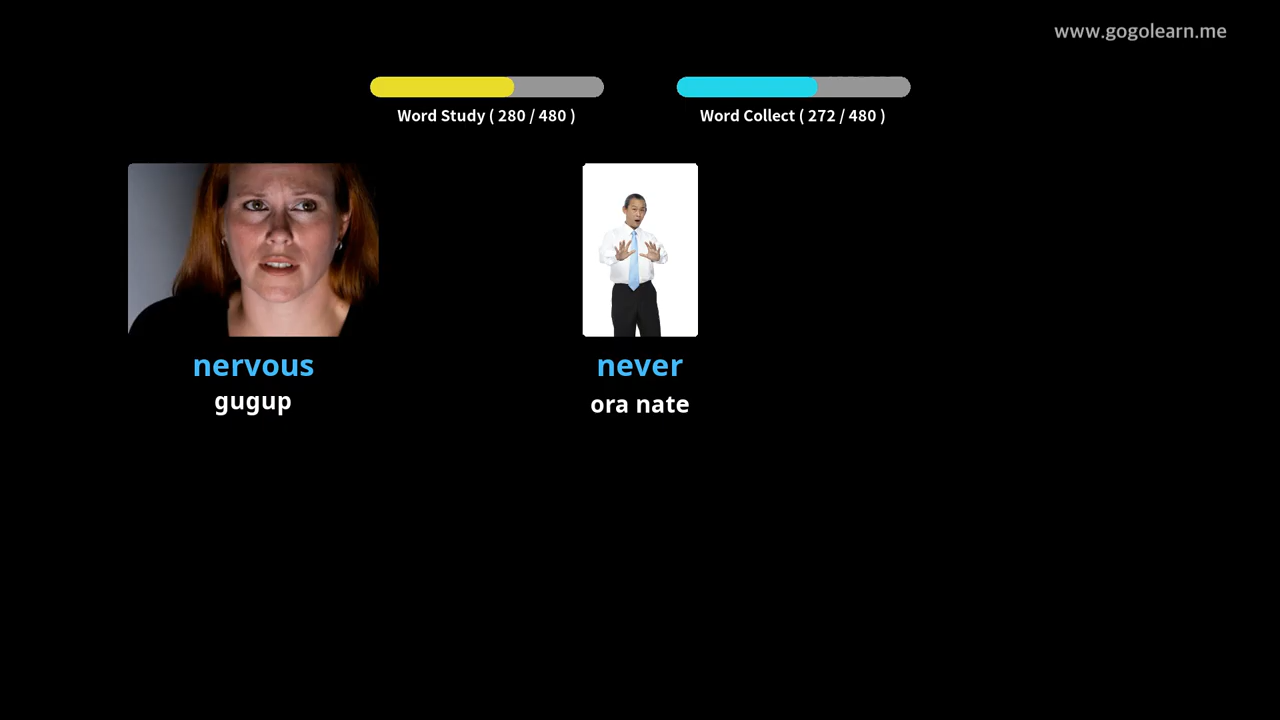 www.gogolearn.me
Word Study ( 280 / 480 )
Word Collect ( 272 / 480 )
nervous
gugup
never
ora nate